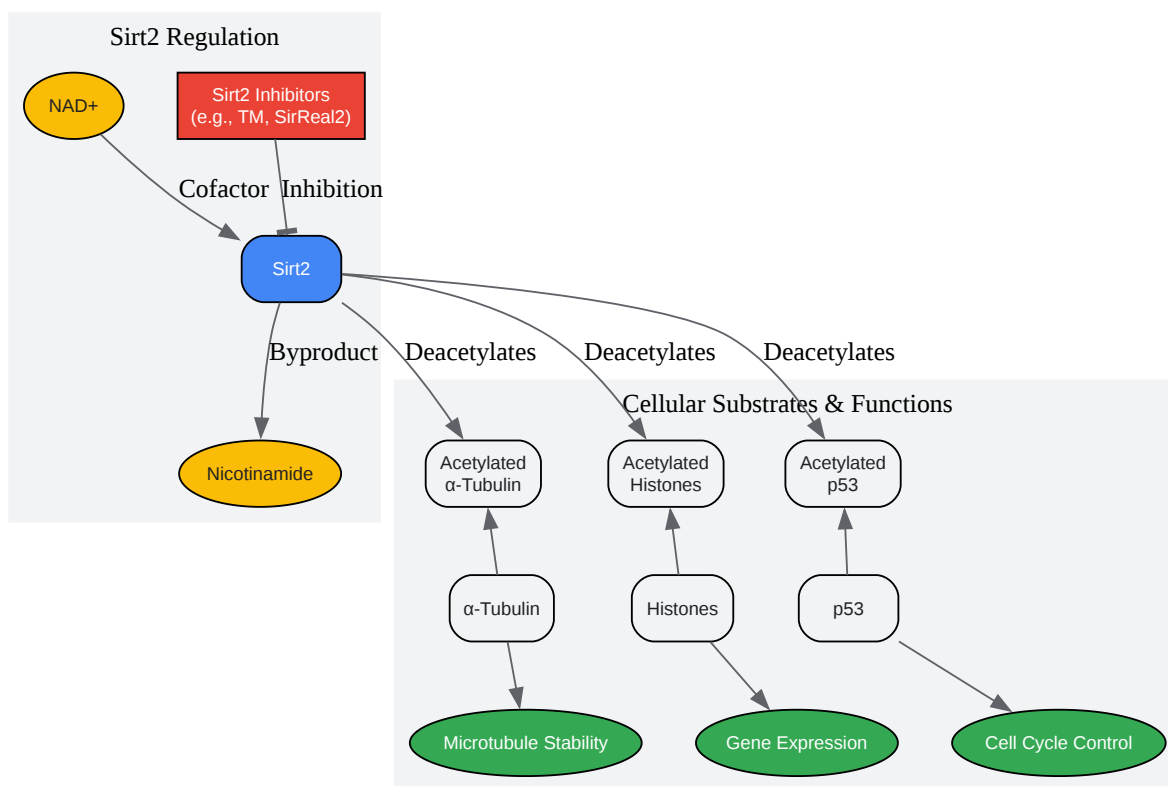 Sirt2 Regulation
NAD+
Sirt2 Inhibitors
(e.g., TM, SirReal2)
Cofactor
Inhibition
Sirt2
Byproduct
Deacetylates
Deacetylates
Deacetylates
Cellular Substrates & Functions
Nicotinamide
Acetylated
α-Tubulin
Acetylated
Histones
Acetylated
p53
α-Tubulin
Histones
p53
Microtubule Stability
Gene Expression
Cell Cycle Control